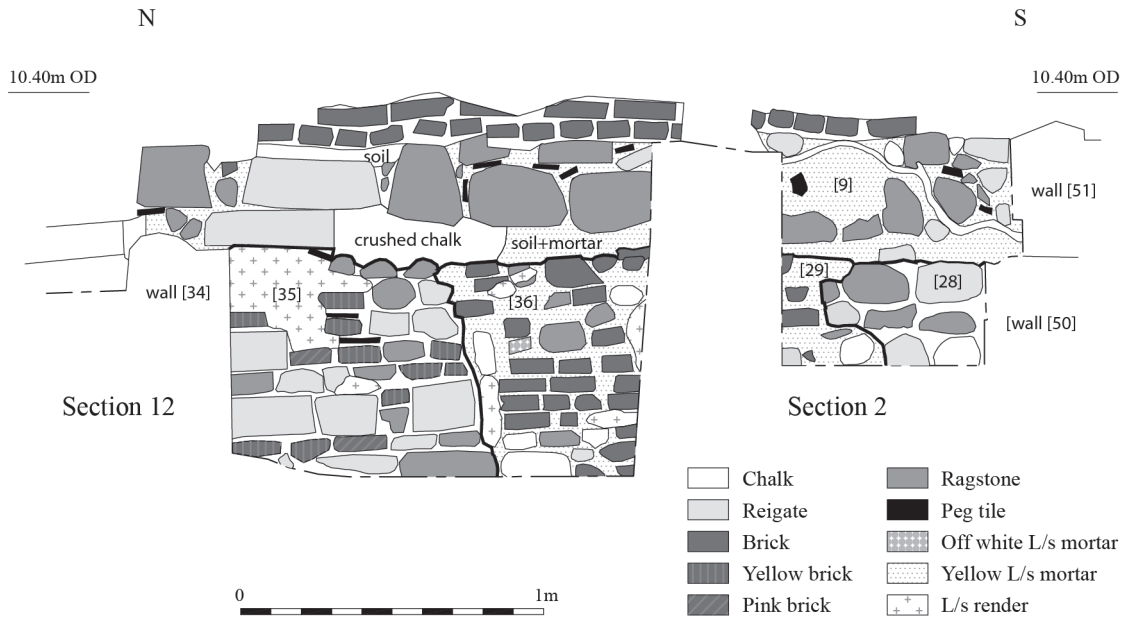 N
S
10.40m OD
10.40m OD
soil
[9]
wall [51]
crushed chalk
soil+mortar
wall [34]
[35]
[36]
[29]
[28]
[wall [50]
Section 12
Section 2
Chalk
Reigate
Brick
Yellow brick
Pink brick
Ragstone
Peg tile
Off white L/s mortar
Yellow L/s mortar
L/s render
0
1m